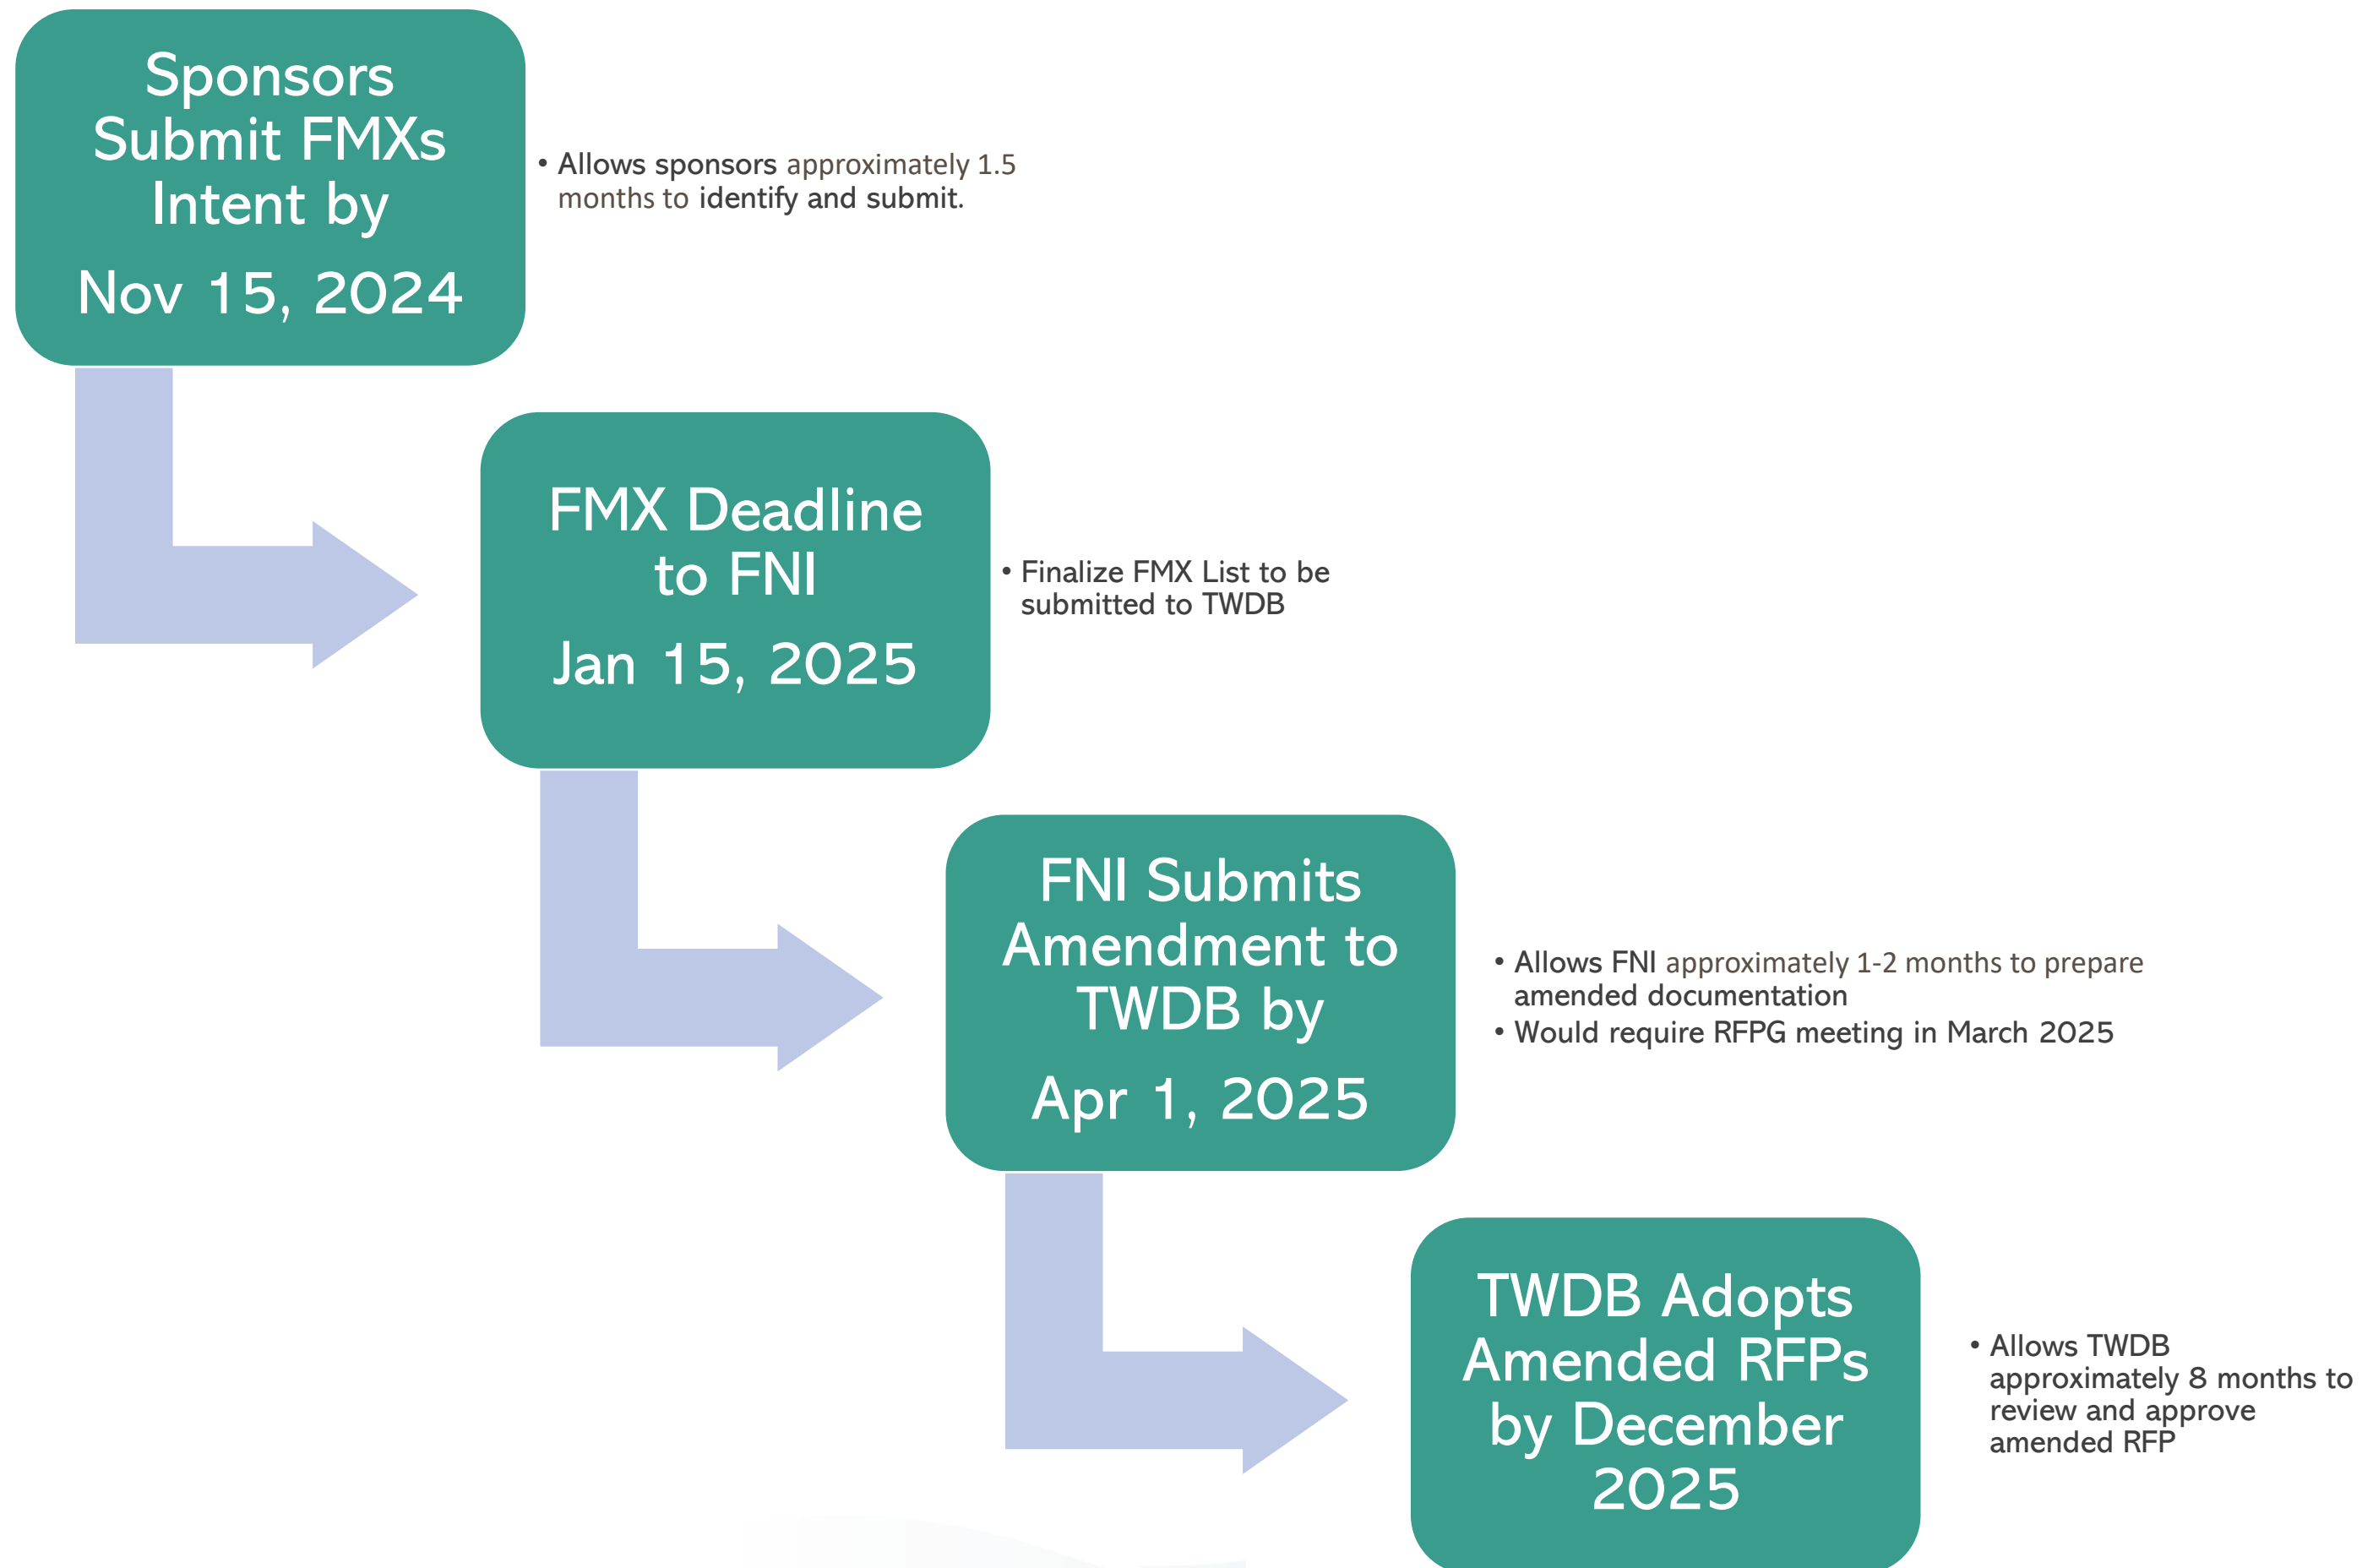 Sponsors
Submit FMXs
Intent by
Nov 15, 2024
• Allows sponsors approximately 1.5
months to identify and submit.
FMX Deadline
to FNI
Jan 15, 2025
• Finalize FMX List to be
submitted to TWDB
FNI Submits
Amendment to
TWDB by
Apr 1, 2025
• Allows FNI approximately 1-2 months to prepare
amended documentation
• Would require RFPG meeting in March 2025
TWDB Adopts
Amended RFPs
by December
2025
• Allows TWDB
approximately 8 months to
review and approve
amended RFP